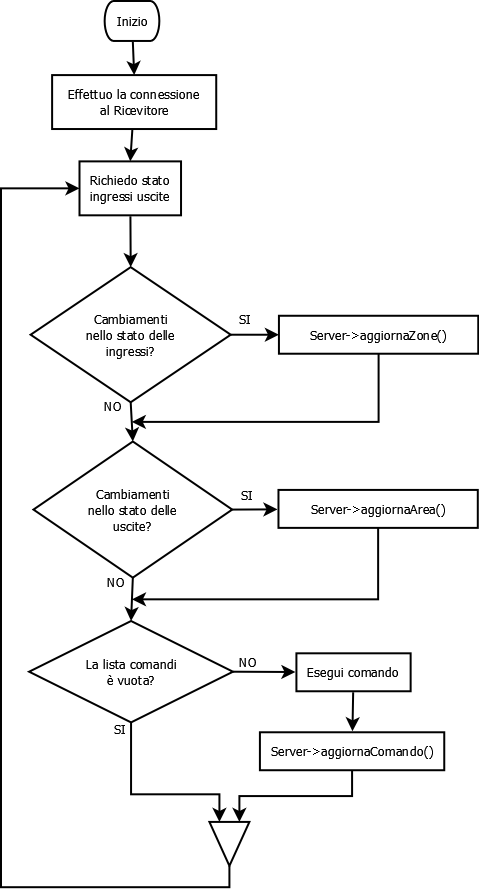 Inizio
Effettuo la connessione
al Ricevitore
Richiedo stato
ingressi uscite
Cambiamenti
nello stato delle
ingressi?
SI
Server->aggiornaZone()
NO
Cambiamenti
nello stato delle
uscite?
SI
Server->aggiornaArea()
NO
La lista comandi
è vuota?
NO
Esegui comando
SI
Server->aggiornaComando()